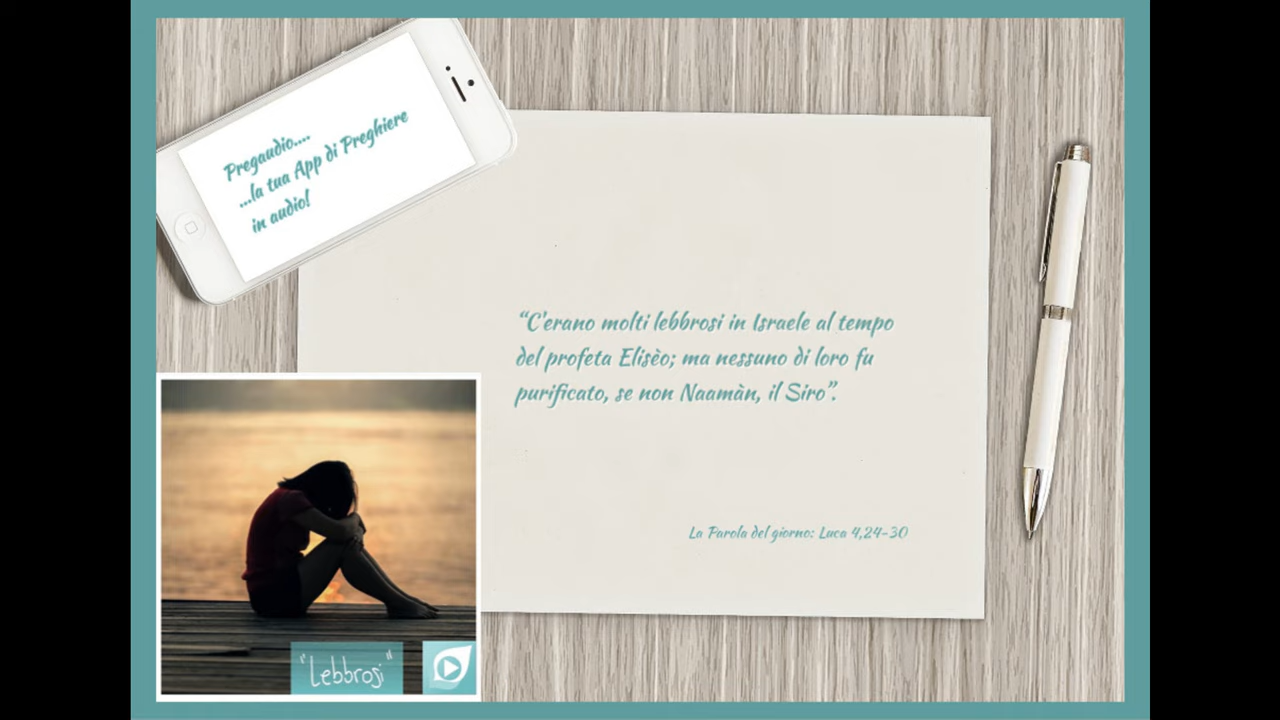 Pregaudio....
...la tua App di Preghiere
in audio!
“C'erano molti lebbrosi in Israele al tempo
del profeta Elisèo; ma nessuno di loro fu
purificato, se non Naamàn, il Siro”.
La Parola del giorno: Luca 4,24-30
"Lebbrosi"